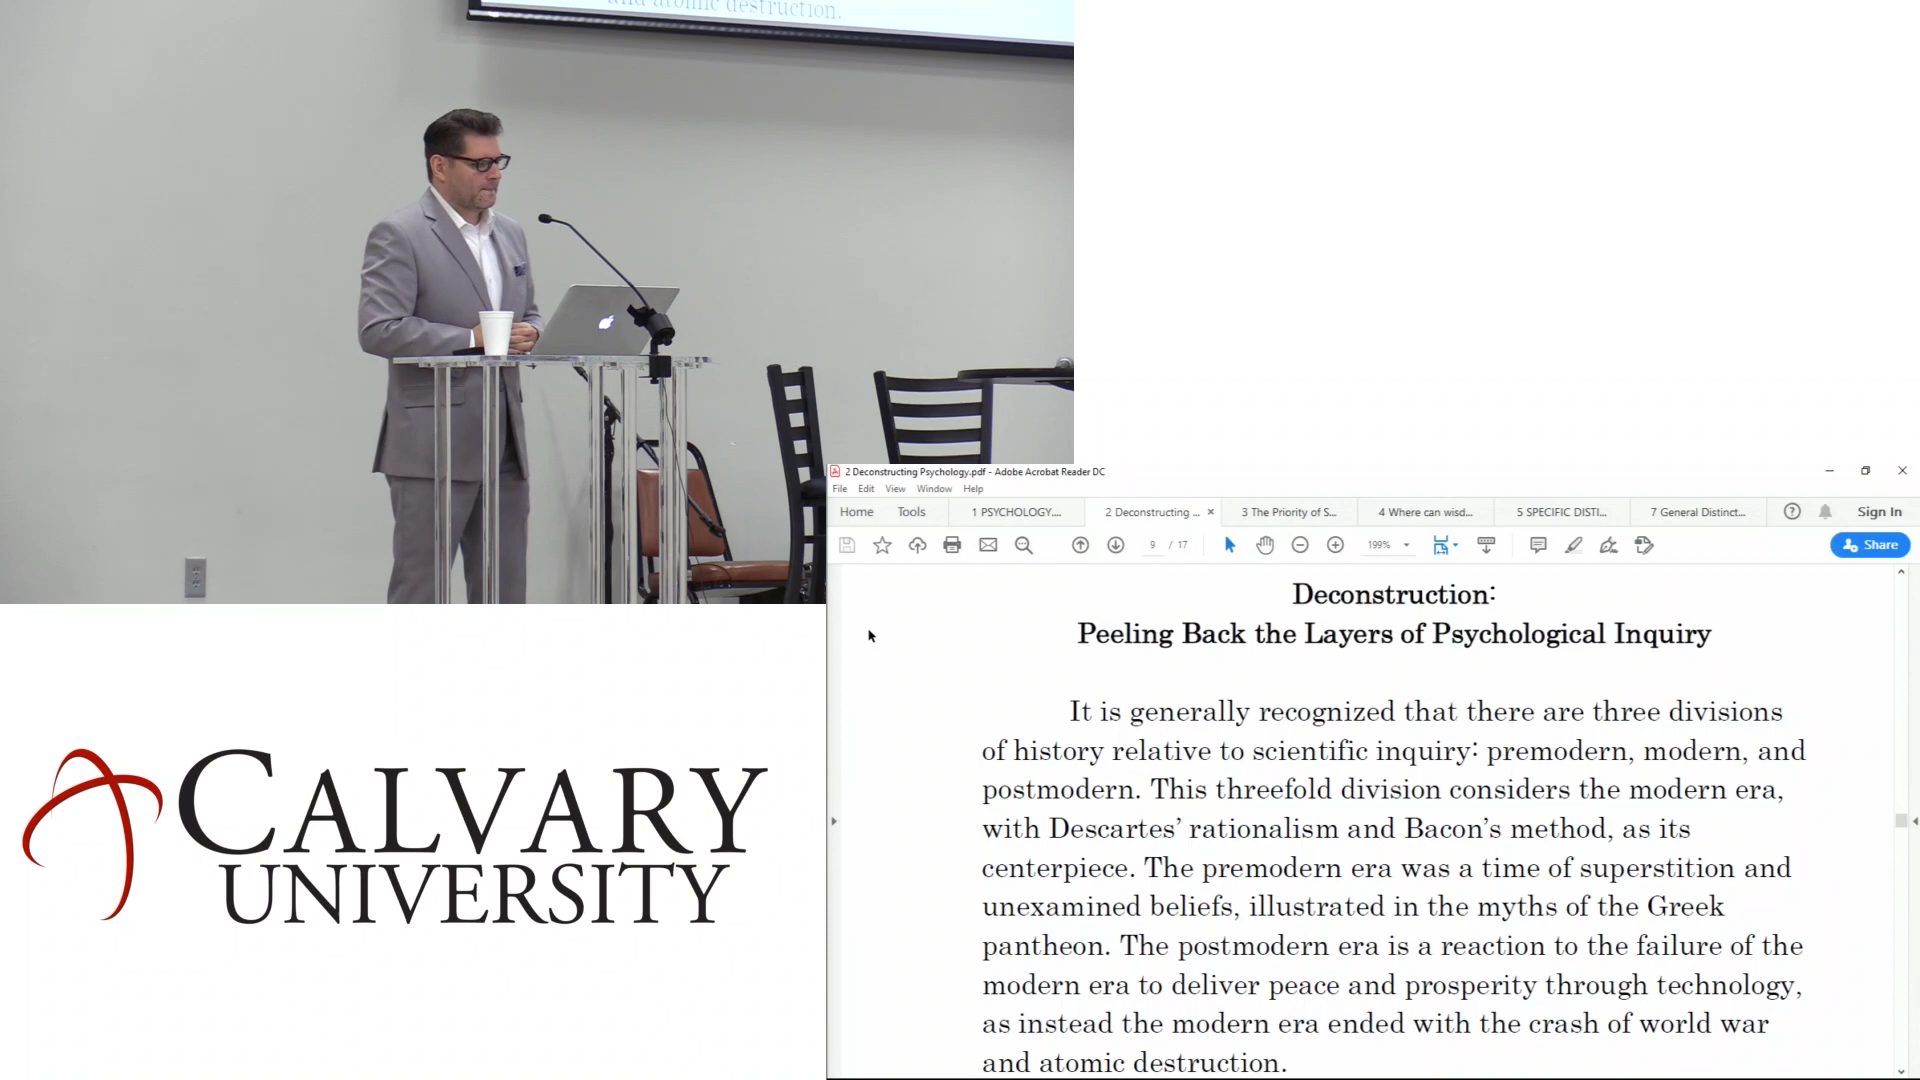 and atomic destruction.
CALVARY
UNIVERSITY
2 Deconstructing Psychology.pdf - Adobe Acrobat Reader DC
File Edit View Window Help
Home Tools 1 PSYCHOLOGY.... 2 Deconstructing ... × 3 The Priority of S... 4 Where can wisd... 5 SPECIFIC DISTI... 7 General Distinct... Sign In
9 / 17 199% Share
Deconstruction:
Peeling Back the Layers of Psychological Inquiry
It is generally recognized that there are three divisions
of history relative to scientific inquiry: premodern, modern, and
postmodern. This threefold division considers the modern era,
with Descartes’ rationalism and Bacon’s method, as its
centerpiece. The premodern era was a time of superstition and
unexamined beliefs, illustrated in the myths of the Greek
pantheon. The postmodern era is a reaction to the failure of the
modern era to deliver peace and prosperity through technology,
as instead the modern era ended with the crash of world war
and atomic destruction.